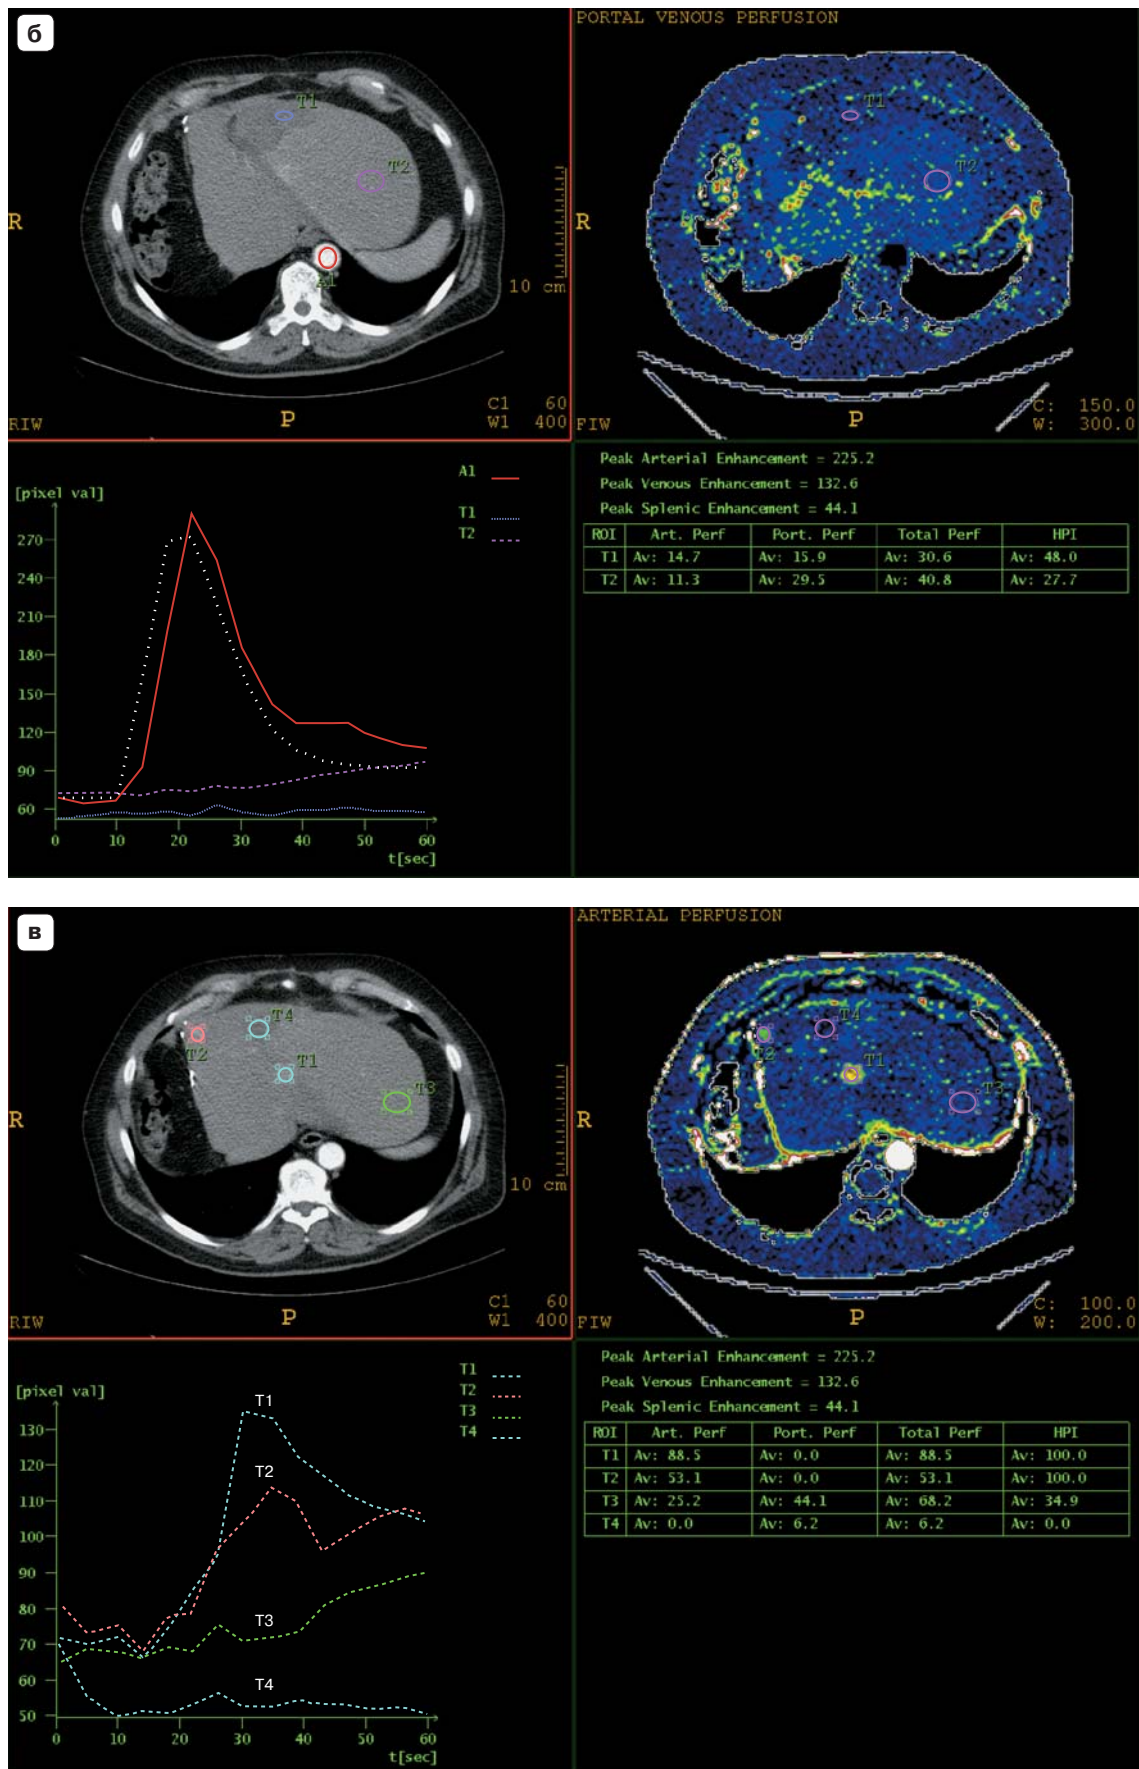 б
T1
T2
A1
R
10 cm
C1 60
W1 400
RIW
P
PORTAL VENOUS PERFUSION
T1
T2
R
C: 150.0
W: 300.0
FIW
P
A1
T1
T2
[pixel val]
270
240
210
180
150
120
90
60
0 10 20 30 40 50 60
t[sec]
Peak Arterial Enhancement = 225.2
Peak Venous Enhancement = 132.6
Peak Splenic Enhancement = 44.1
ROI Art. Perf Port. Perf Total Perf HPI
T1 Av: 14.7 Av: 15.9 Av: 30.6 Av: 48.0
T2 Av: 11.3 Av: 29.5 Av: 40.8 Av: 27.7
в
T4
T2
T1
T3
R
10 cm
C1 60
W1 400
RIW
P
ARTERIAL PERFUSION
T4
T2
T1
T3
R
C: 100.0
W: 200.0
FIW
P
T1
T2
T3
T4
[pixel val]
130
120
110
100
90
80
70
60
50
T1
T2
T3
T4
0 10 20 30 40 50 60
t[sec]
Peak Arterial Enhancement = 225.2
Peak Venous Enhancement = 132.6
Peak Splenic Enhancement = 44.1
ROI Art. Perf Port. Perf Total Perf HPI
T1 Av: 88.5 Av: 0.0 Av: 88.5 Av: 100.0
T2 Av: 53.1 Av: 0.0 Av: 53.1 Av: 100.0
T3 Av: 25.2 Av: 44.1 Av: 68.2 Av: 34.9
T4 Av: 0.0 Av: 6.2 Av: 6.2 Av: 0.0